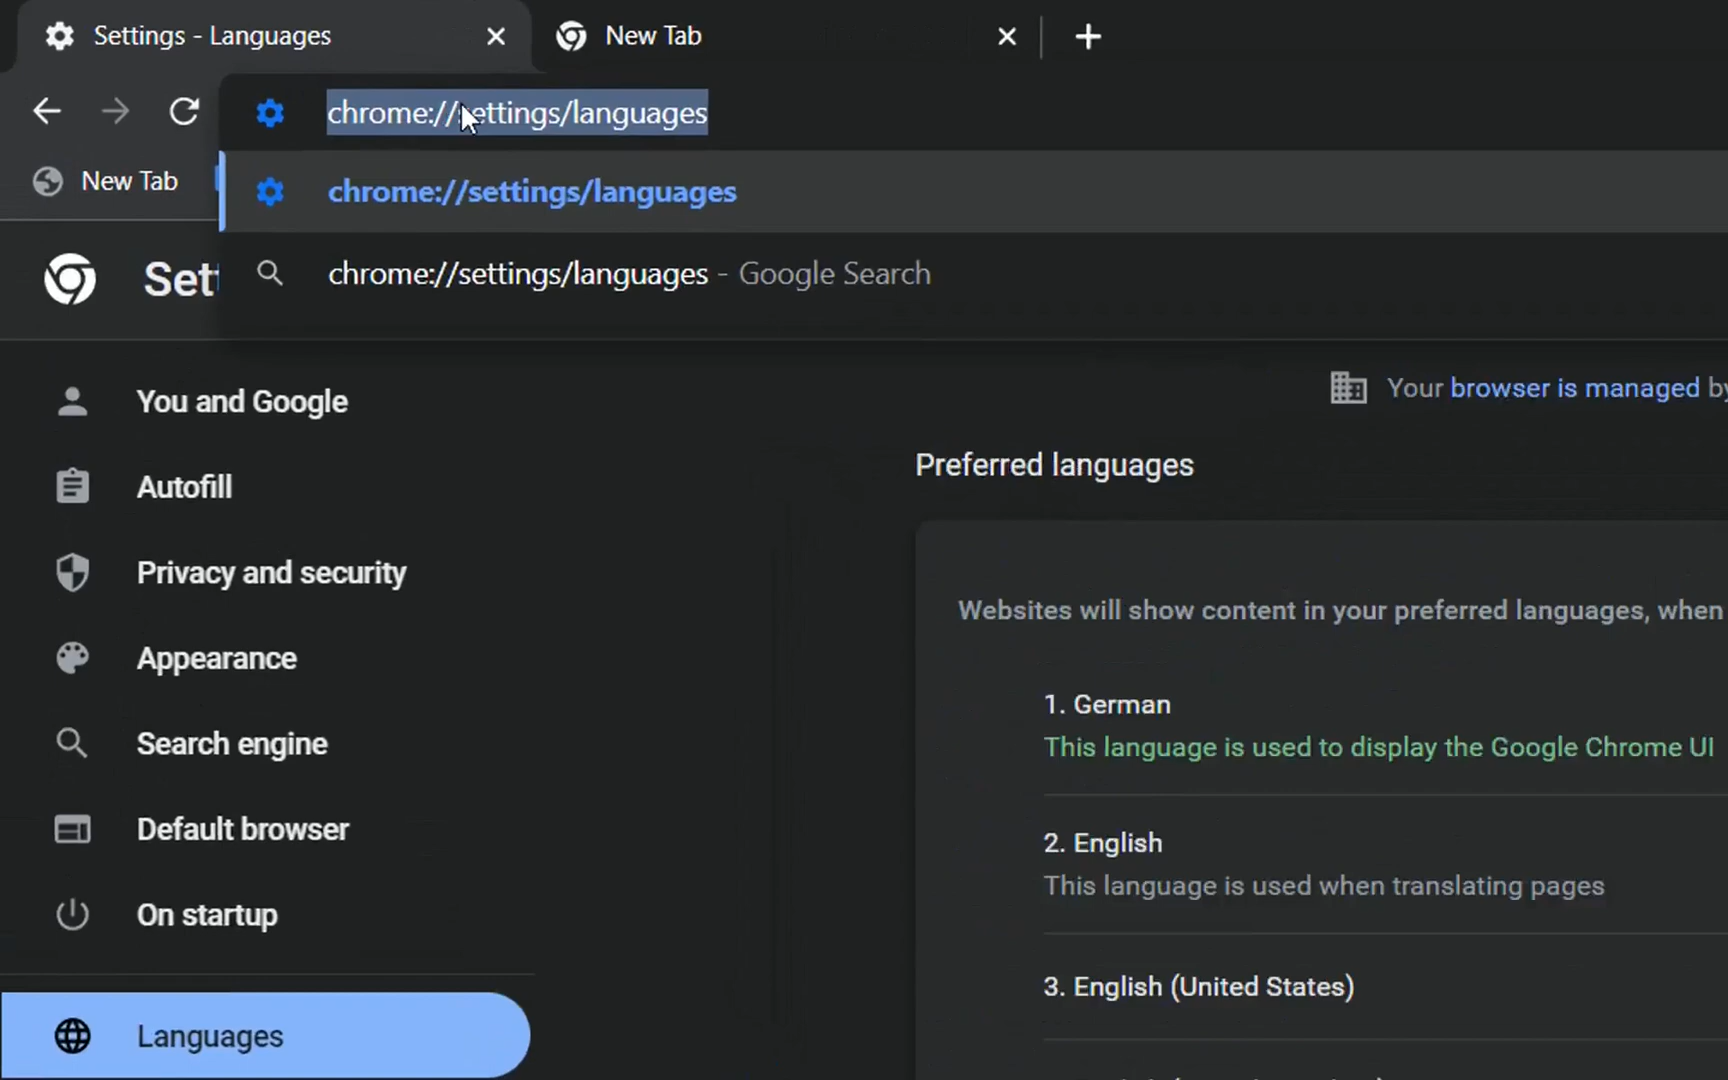 Settings - Languages
New Tab
chrome://settings/languages
New Tab
chrome://settings/languages
chrome://settings/languages - Google Search
Sett
You and Google
Your browser is managed by
Autofill
Preferred languages
Privacy and security
Websites will show content in your preferred languages, when
Appearance
1. German
This language is used to display the Google Chrome UI
Search engine
2. English
Default browser
This language is used when translating pages
On startup
3. English (United States)
Languages